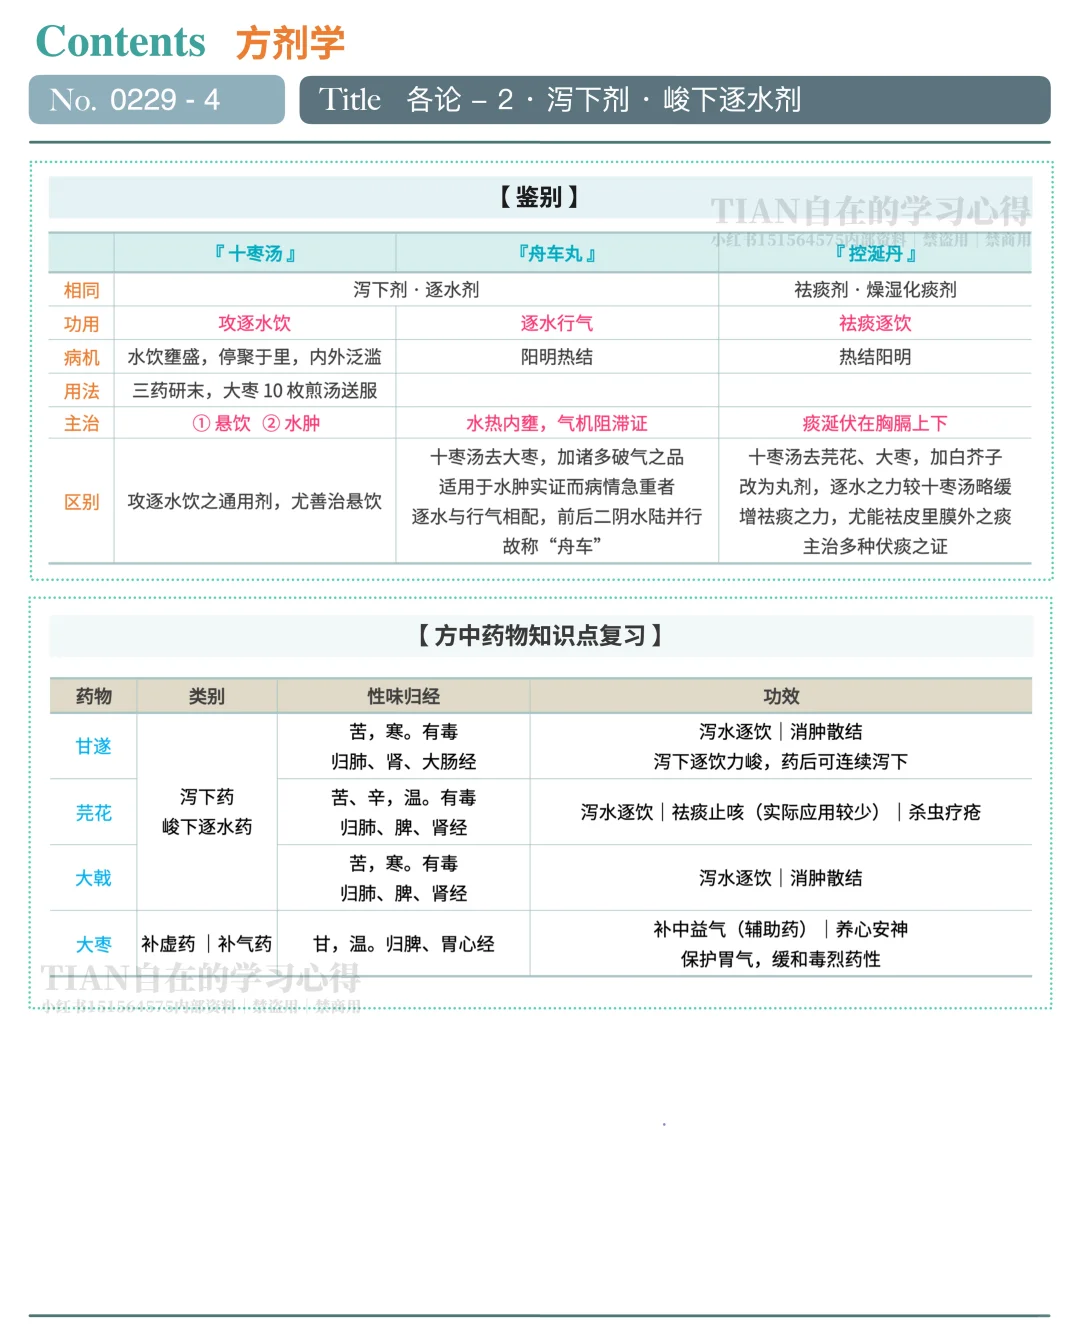 Contents 方剂学
No. 0229 - 4
Title 各论 – 2 · 泻下剂 · 峻下逐水剂
【 鉴别 】
TIAN自在的学习心得
小红书151564575内部资料｜禁盗用｜禁商用
『 十枣汤 』 『舟车丸 』 『 控涎丹 』
相同 泻下剂 · 逐水剂 祛痰剂 · 燥湿化痰剂
功用 攻逐水饮 逐水行气 祛痰逐饮
病机 水饮壅盛，停聚于里，内外泛滥 阳明热结 热结阳明
用法 三药研末，大枣 10 枚煎汤送服
主治 ① 悬饮 ② 水肿 水热内壅，气机阻滞证 痰涎伏在胸膈上下
区别 攻逐水饮之通用剂，尤善治悬饮
十枣汤去大枣，加诸多破气之品
适用于水肿实证而病情急重者
逐水与行气相配，前后二阴水陆并行
故称“舟车”
十枣汤去芫花、大枣，加白芥子
改为丸剂，逐水之力较十枣汤略缓
增祛痰之力，尤能祛皮里膜外之痰
主治多种伏痰之证
【 方中药物知识点复习 】
药物 类别 性味归经 功效
甘遂
泻下药
峻下逐水药
苦，寒。有毒
归肺、肾、大肠经
泻水逐饮｜消肿散结
泻下逐饮力峻，药后可连续泻下
芫花
苦、辛，温。有毒
归肺、脾、肾经
泻水逐饮｜祛痰止咳（实际应用较少）｜杀虫疗疮
大戟
苦，寒。有毒
归肺、脾、肾经
泻水逐饮｜消肿散结
大枣 补虚药 ｜补气药 甘，温。归脾、胃心经
补中益气（辅助药）｜养心安神
保护胃气，缓和毒烈药性
TIAN自在的学习心得
小红书151564575内部资料｜禁盗用｜禁商用